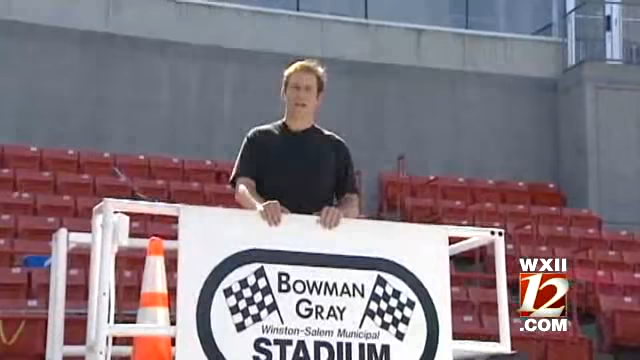 BOWMAN
GRAY
Winston-Salem Municipal
STADIUM
WXII
12
.COM